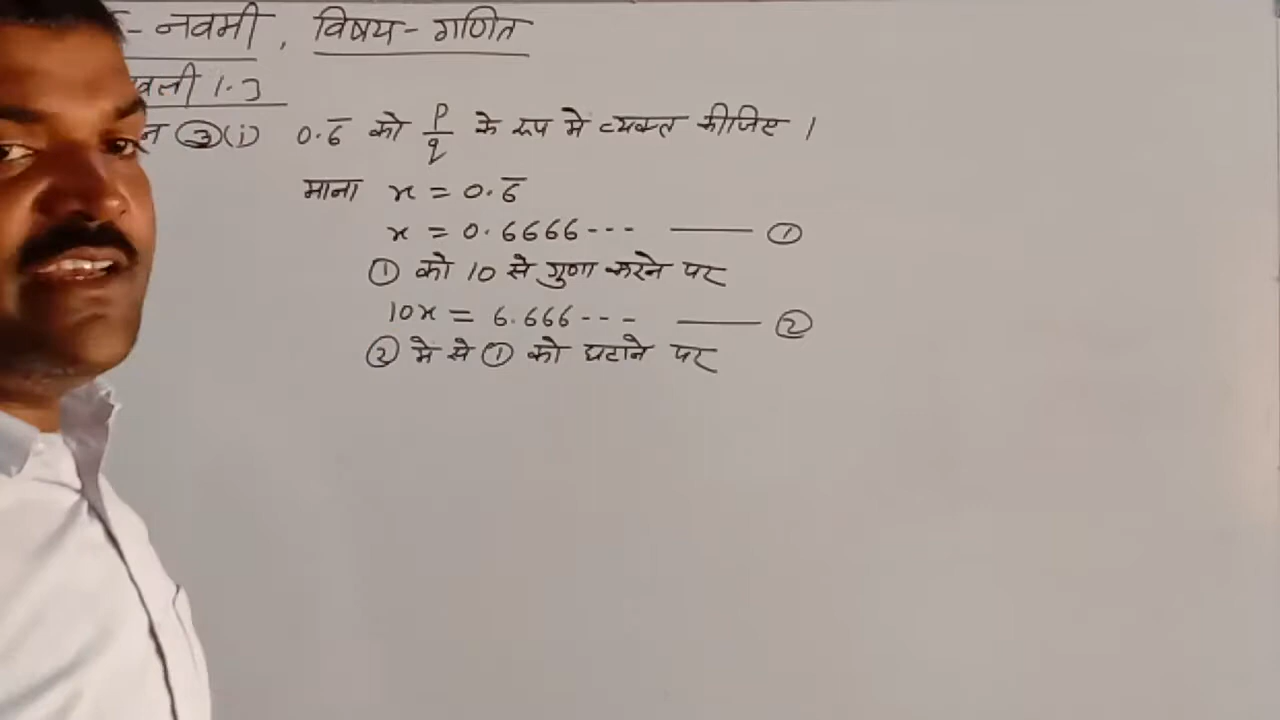 - नवमी, विषय - गणित
वली 1.3
न ③(i) 0.6̅ को p/q के रूप मे व्यक्त कीजिए ।
माना x = 0.6̅
x = 0.6666--- —— ①
① को 10 से गुणा करने पर
10x = 6.666--- —— ②
② मे से ① को घटाने पर